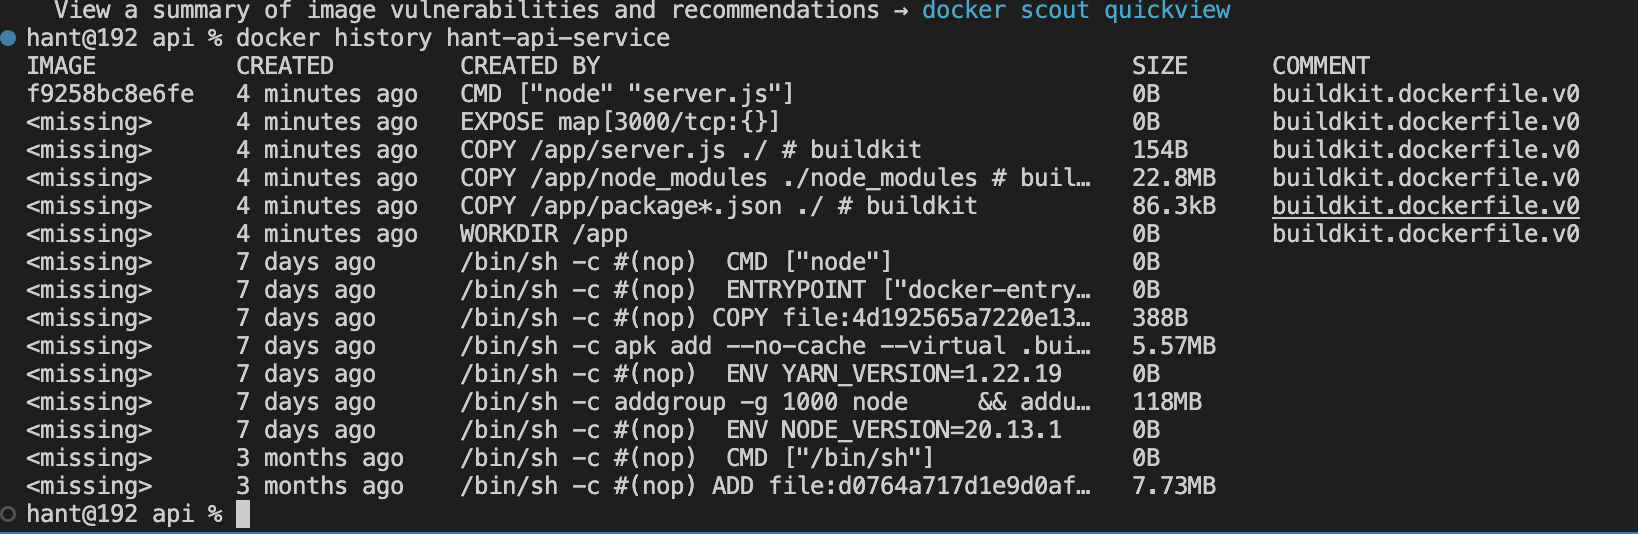 View a summary of image vulnerabilities and recommendations → docker scout quickview
hant@192 api % docker history hant-api-service
IMAGE CREATED CREATED BY SIZE COMMENT
f9258bc8e6fe 4 minutes ago CMD ["node" "server.js"] 0B buildkit.dockerfile.v0
<missing> 4 minutes ago EXPOSE map[3000/tcp:{}] 0B buildkit.dockerfile.v0
<missing> 4 minutes ago COPY /app/server.js ./ # buildkit 154B buildkit.dockerfile.v0
<missing> 4 minutes ago COPY /app/node_modules ./node_modules # buil… 22.8MB buildkit.dockerfile.v0
<missing> 4 minutes ago COPY /app/package*.json ./ # buildkit 86.3kB buildkit.dockerfile.v0
<missing> 4 minutes ago WORKDIR /app 0B buildkit.dockerfile.v0
<missing> 7 days ago /bin/sh -c #(nop)  CMD ["node"] 0B
<missing> 7 days ago /bin/sh -c #(nop)  ENTRYPOINT ["docker-entry… 0B
<missing> 7 days ago /bin/sh -c #(nop) COPY file:4d192565a7220e13… 388B
<missing> 7 days ago /bin/sh -c apk add --no-cache --virtual .bui… 5.57MB
<missing> 7 days ago /bin/sh -c #(nop)  ENV YARN_VERSION=1.22.19 0B
<missing> 7 days ago /bin/sh -c addgroup -g 1000 node     && addu… 118MB
<missing> 7 days ago /bin/sh -c #(nop)  ENV NODE_VERSION=20.13.1 0B
<missing> 3 months ago /bin/sh -c #(nop)  CMD ["/bin/sh"] 0B
<missing> 3 months ago /bin/sh -c #(nop) ADD file:d0764a717d1e9d0af… 7.73MB
hant@192 api %